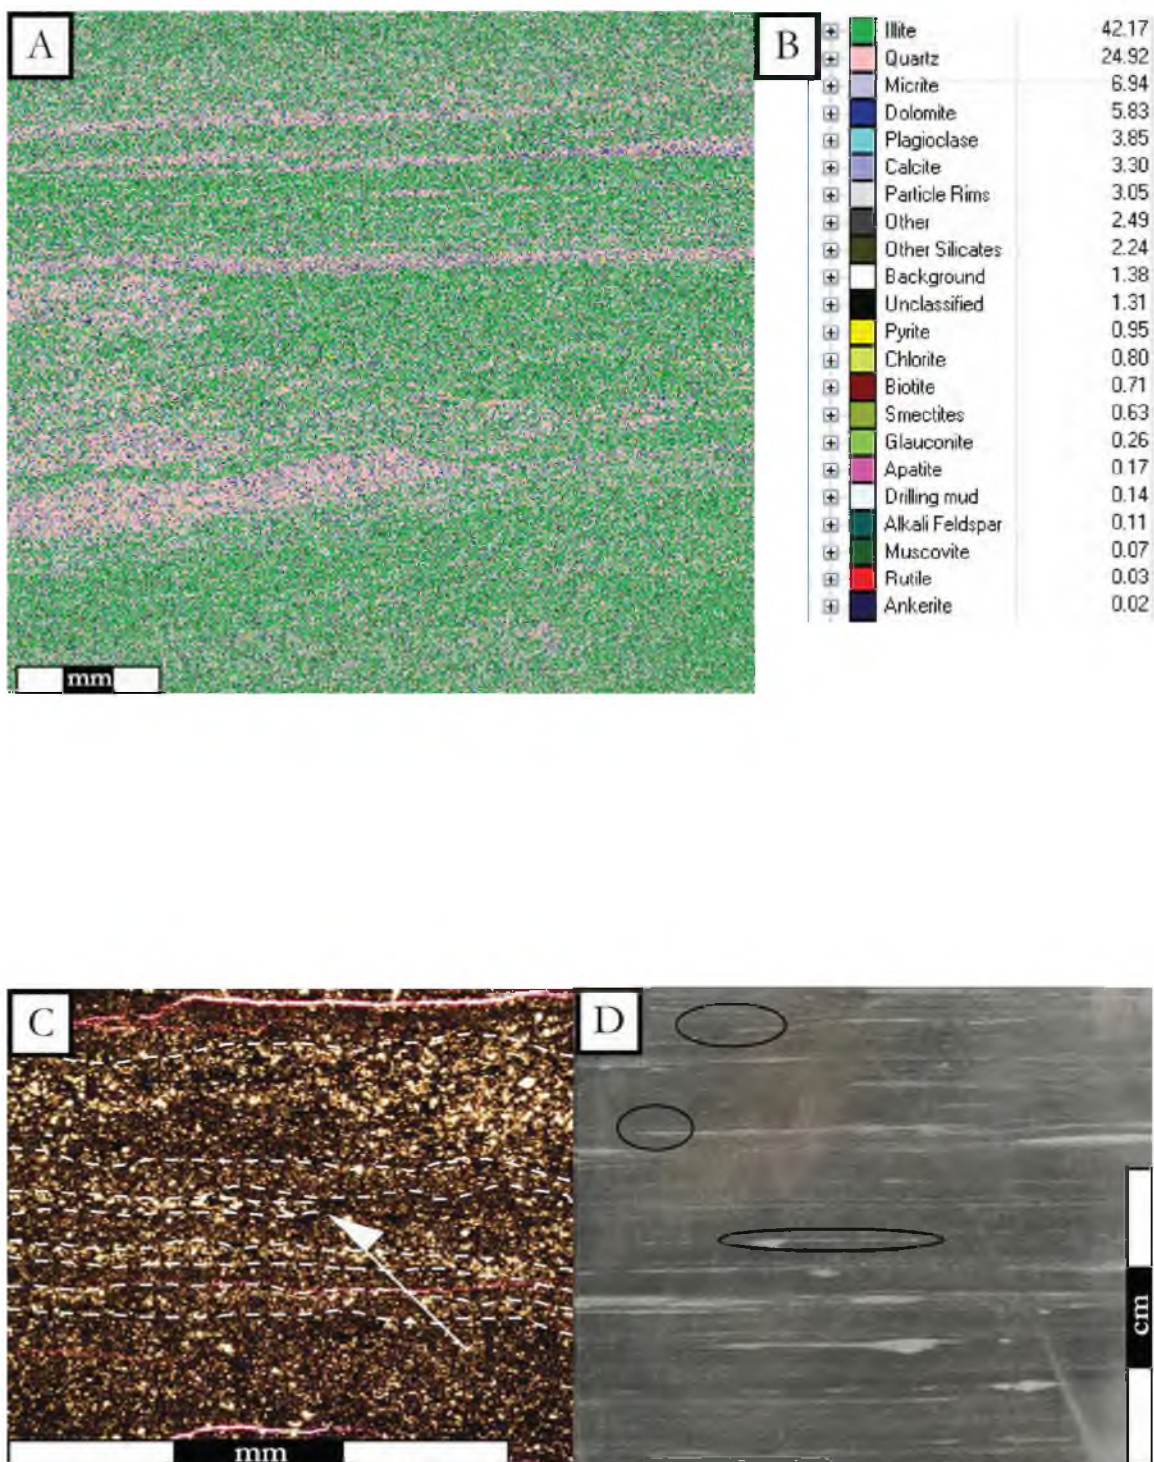 A
B
Illite 42.17
Quartz 24.92
Micrite 6.94
Dolomite 5.83
Plagioclase 3.85
Calcite 3.30
Particle Rims 3.05
Other 2.49
Other Silicates 2.24
Background 1.38
Unclassified 1.31
Pyrite 0.95
Chlorite 0.80
Biotite 0.71
Smectites 0.63
Glauconite 0.26
Apatite 0.17
Drilling mud 0.14
Alkali Feldspar 0.11
Muscovite 0.07
Rutile 0.03
Ankerite 0.02
mm
C
D
cm
mm